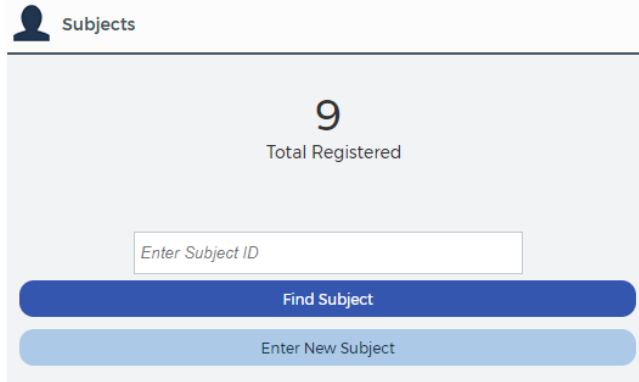 Subjects
9
Total Registered
Enter Subject ID
Find Subject
Enter New Subject